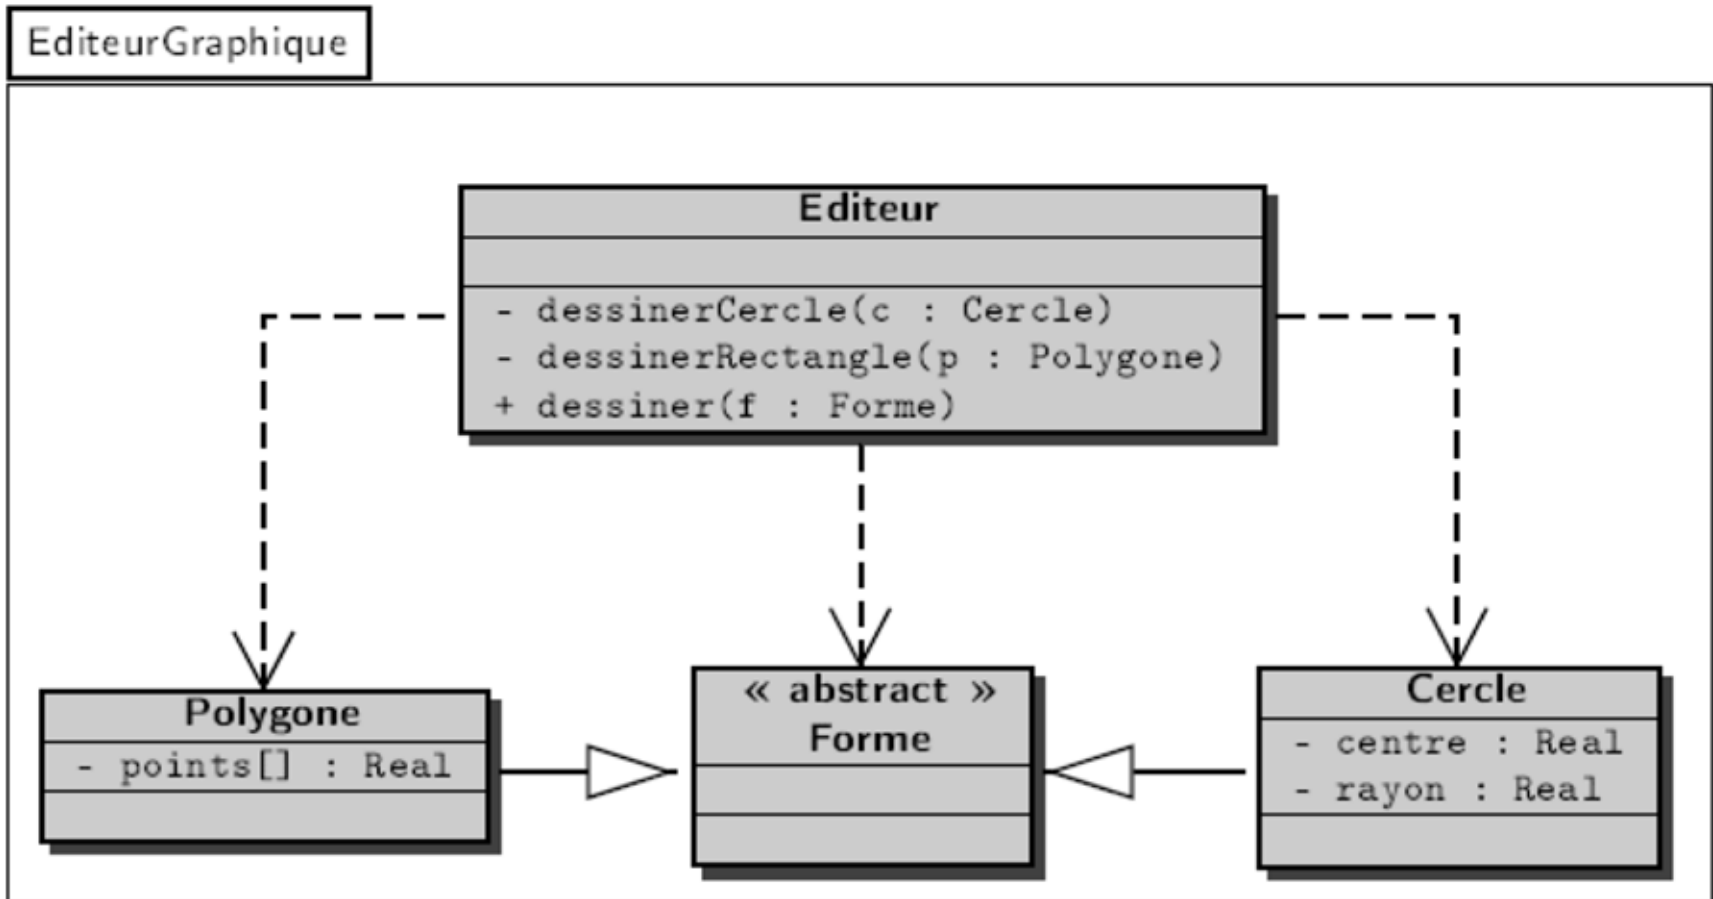 EditeurGraphique
Editeur
- dessinerCercle(c : Cercle)
- dessinerRectangle(p : Polygone)
+ dessiner(f : Forme)
Polygone
- points[] : Real
« abstract »
Forme
Cercle
- centre : Real
- rayon : Real